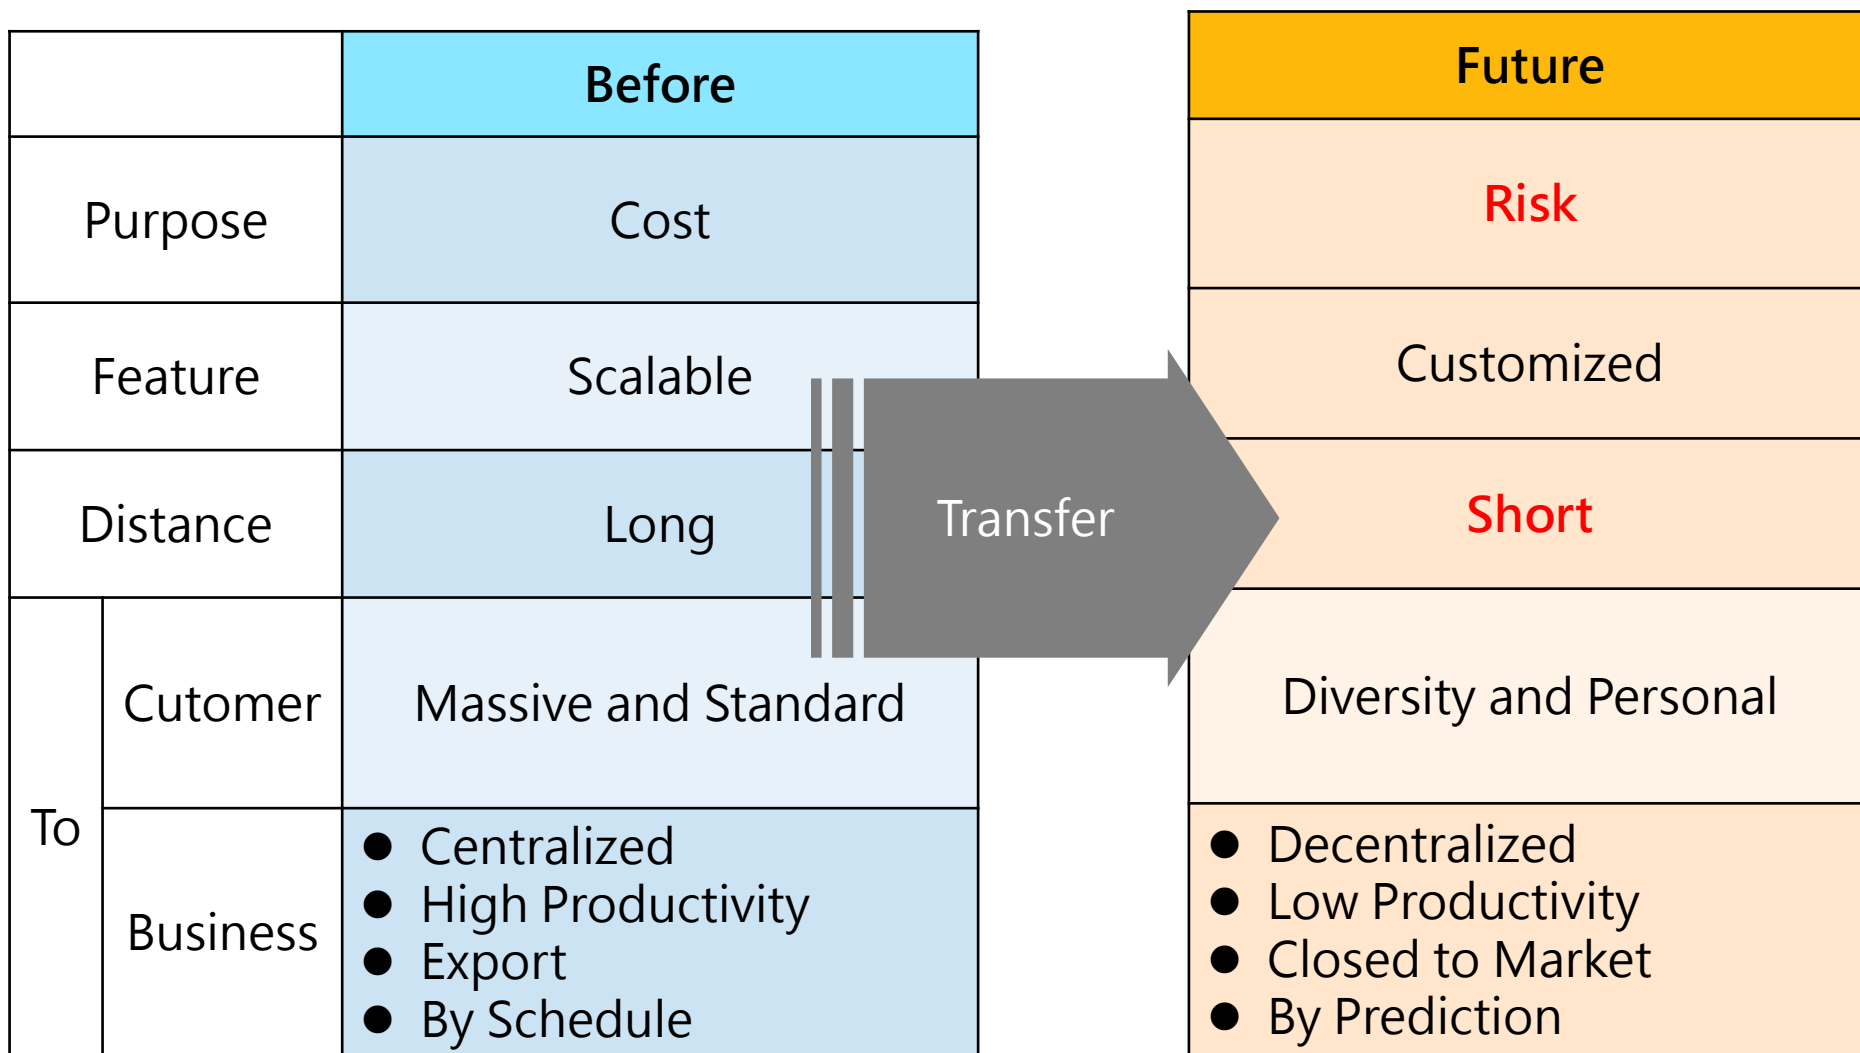 Before
Future
Purpose
Cost
Risk
Feature
Scalable
Customized
Distance
Long
Transfer
Short
To
Cutomer
Massive and Standard
Diversity and Personal
Business
● Centralized
● High Productivity
● Export
● By Schedule
● Decentralized
● Low Productivity
● Closed to Market
● By Prediction